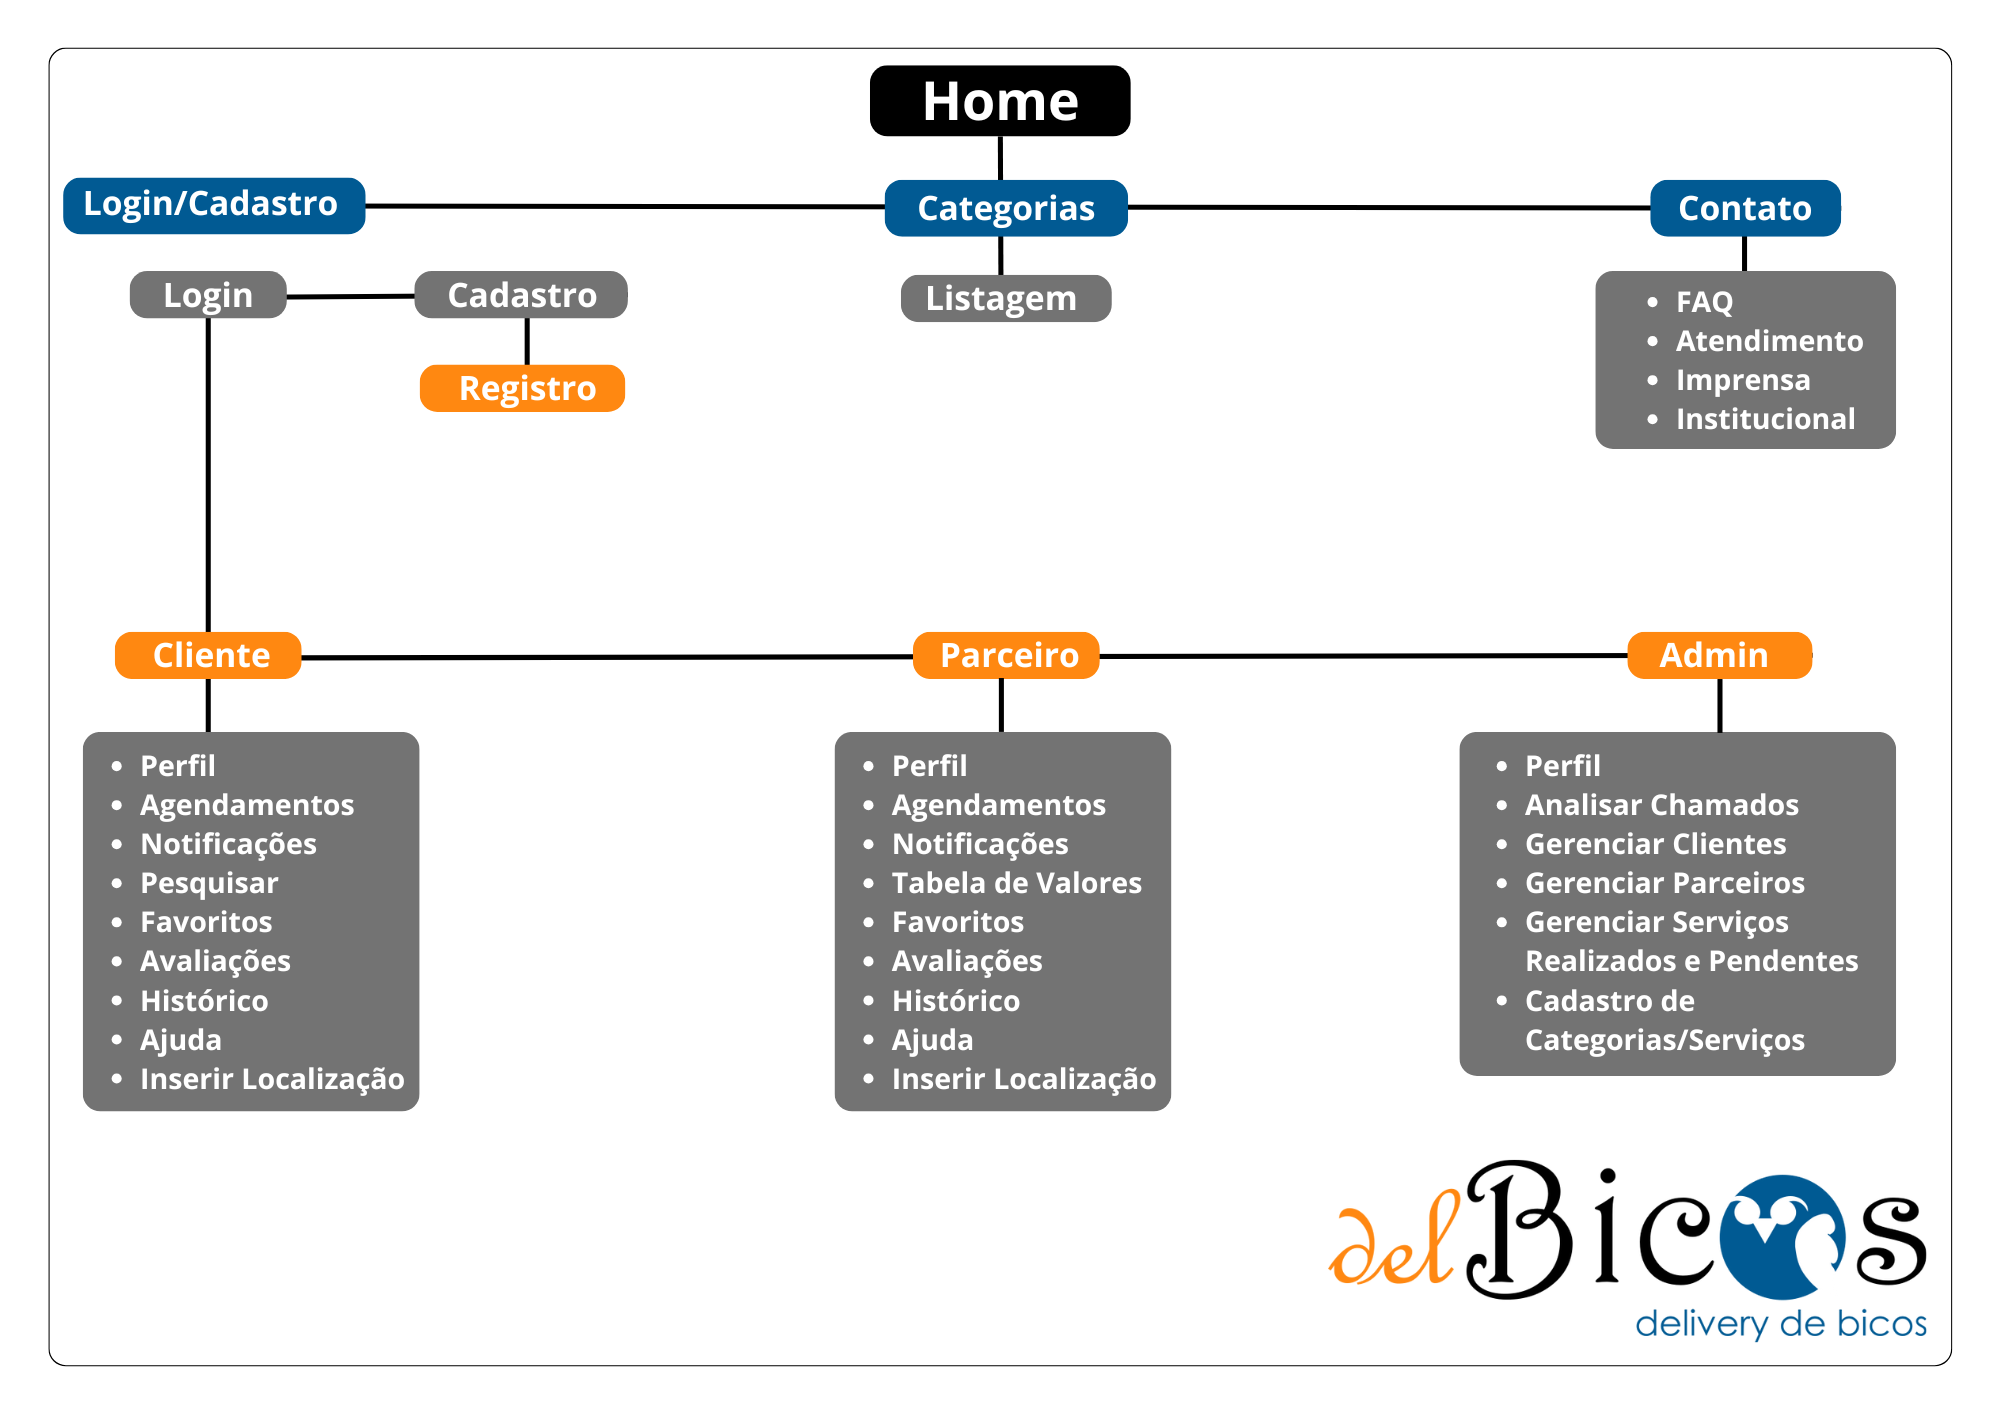 Home
Login/Cadastro
Categorias
Contato
Login
Cadastro
Listagem
Registro
• FAQ
• Atendimento
• Imprensa
• Institucional
Cliente
Parceiro
Admin
• Perfil
• Agendamentos
• Notificações
• Pesquisar
• Favoritos
• Avaliações
• Histórico
• Ajuda
• Inserir Localização
• Perfil
• Agendamentos
• Notificações
• Tabela de Valores
• Favoritos
• Avaliações
• Histórico
• Ajuda
• Inserir Localização
• Perfil
• Analisar Chamados
• Gerenciar Clientes
• Gerenciar Parceiros
• Gerenciar Serviços
Realizados e Pendentes
• Cadastro de
Categorias/Serviços
delBicos
delivery de bicos